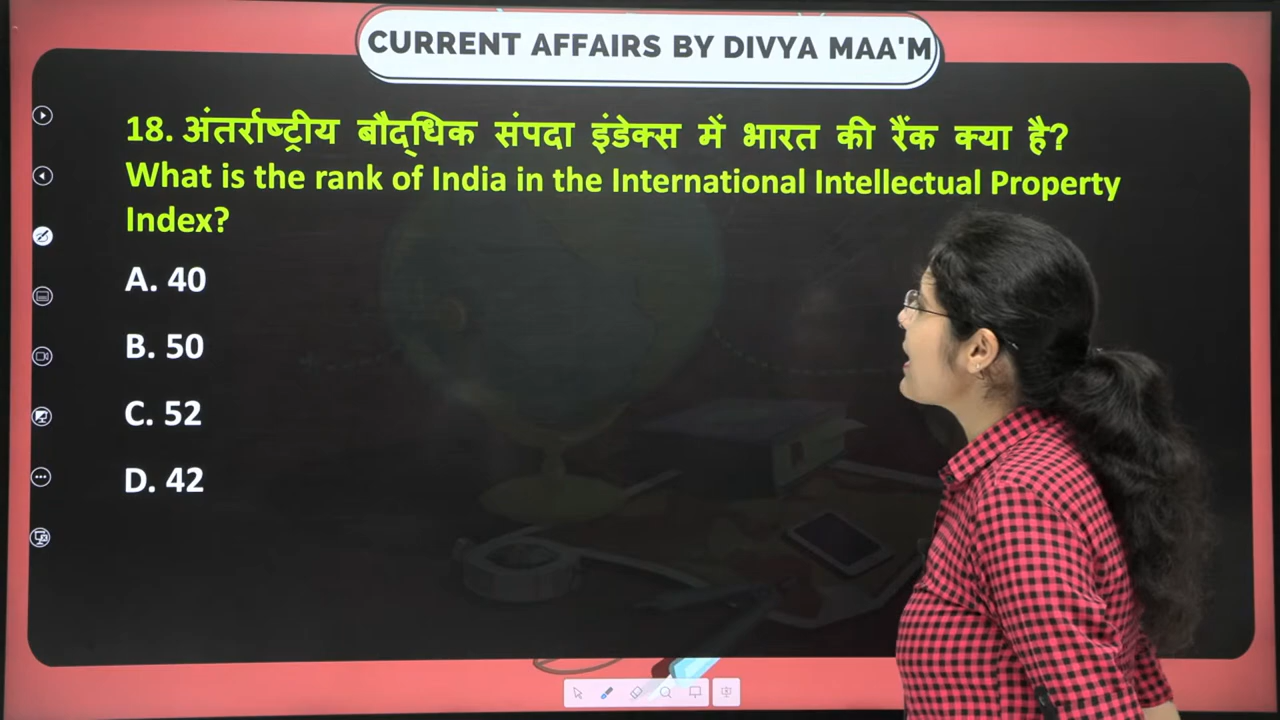 CURRENT AFFAIRS BY DIVYA MAA'M
18. अंतर्राष्ट्रीय बौद्धिक संपदा इंडेक्स में भारत की रैंक क्या है?
What is the rank of India in the International Intellectual Property
Index?
A. 40
B. 50
C. 52
D. 42